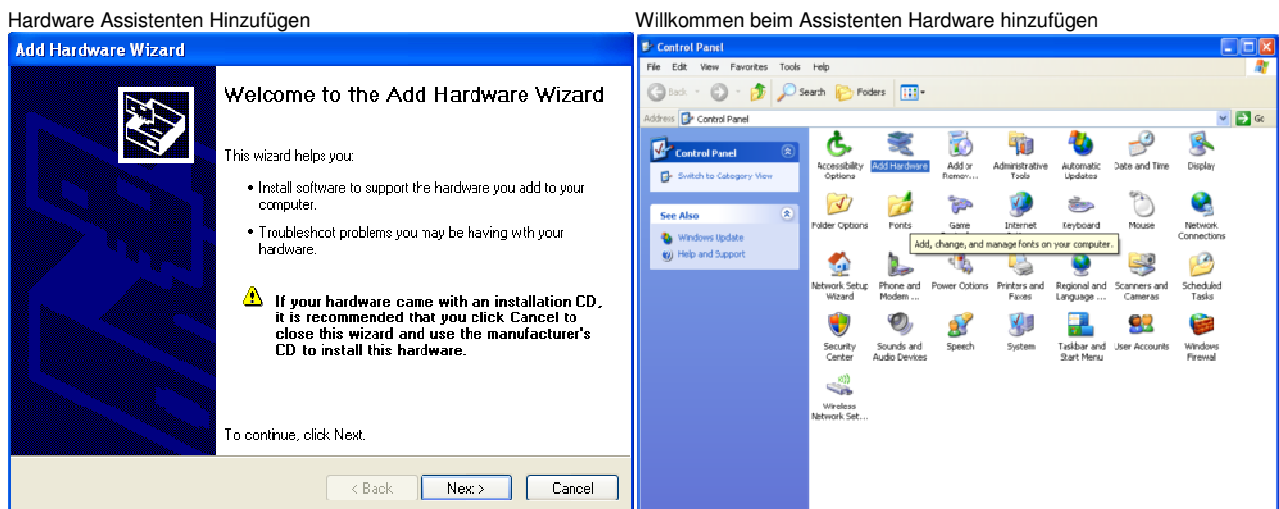 Hardware Assistenten Hinzufügen
Willkommen beim Assistenten Hardware hinzufügen
Add Hardware Wizard
Welcome to the Add Hardware Wizard
This wizard helps you:
• Install software to support the hardware you add to your
computer.
• Troubleshoot problems you may be having with your
hardware.
If your hardware came with an installation CD,
it is recommended that you click Cancel to
close this wizard and use the manufacturer's
CD to install this hardware.
To continue, click Next.
< Back
Next >
Cancel
Control Panel
File Edit View Favorites Tools Help
Back
Search
Folders
Address
Control Panel
Go
Control Panel
Switch to Category View
See Also
Windows Update
Help and Support
Accessibility
Options
Add Hardware
Add or
Remov...
Administrative
Tools
Automatic
Updates
Date and Time
Display
Folder Options
Fonts
Game
Internet
Keyboard
Mouse
Network
Connections
Add, change, and manage fonts on your computer.
Network Setup
Wizard
Phone and
Modem ...
Power Options
Printers and
Faxes
Regional and
Language ...
Scanners and
Cameras
Scheduled
Tasks
Security
Center
Sounds and
Audio Devices
Speech
System
Taskbar and
Start Menu
User Accounts
Windows
Firewall
Wireless
Network Set...